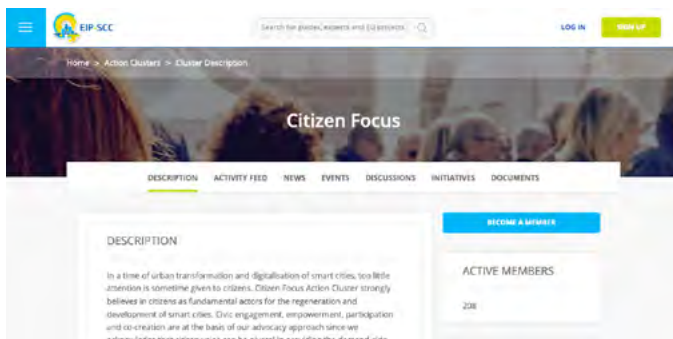 EIP-SCC
Search for places, experts and EU projects
LOG IN
SIGN UP
Home > Action Clusters > Cluster Description
Citizen Focus
DESCRIPTION ACTIVITY FEED NEWS EVENTS DISCUSSIONS INITIATIVES DOCUMENTS
BECOME A MEMBER
DESCRIPTION
In a time of urban transformation and digitalisation of smart cities, too little
attention is sometime given to citizens. Citizen Focus Action Cluster strongly
believes in citizens as fundamental actors for the regeneration and
development of smart cities. Civic engagement, empowerment, participation
and co-creation are at the basis of our advocacy approach since we
ACTIVE MEMBERS
208